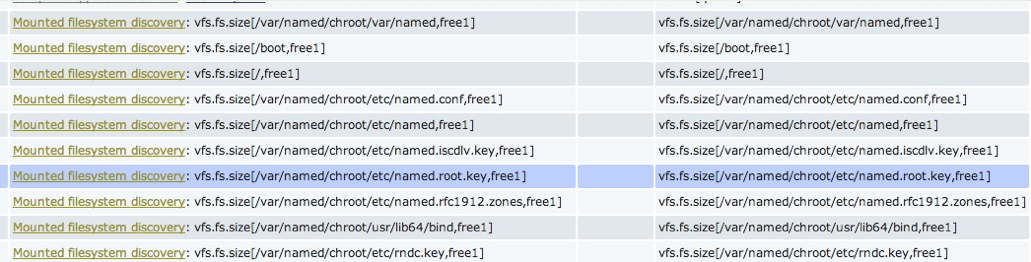 Mounted filesystem discovery: vfs.fs.size[/var/named/chroot/var/named,free1] vfs.fs.size[/var/named/chroot/var/named,free1]
Mounted filesystem discovery: vfs.fs.size[/boot,free1] vfs.fs.size[/boot,free1]
Mounted filesystem discovery: vfs.fs.size[/,free1] vfs.fs.size[/,free1]
Mounted filesystem discovery: vfs.fs.size[/var/named/chroot/etc/named.conf,free1] vfs.fs.size[/var/named/chroot/etc/named.conf,free1]
Mounted filesystem discovery: vfs.fs.size[/var/named/chroot/etc/named,free1] vfs.fs.size[/var/named/chroot/etc/named,free1]
Mounted filesystem discovery: vfs.fs.size[/var/named/chroot/etc/named.iscdlv.key,free1] vfs.fs.size[/var/named/chroot/etc/named.iscdlv.key,free1]
Mounted filesystem discovery: vfs.fs.size[/var/named/chroot/etc/named.root.key,free1] vfs.fs.size[/var/named/chroot/etc/named.root.key,free1]
Mounted filesystem discovery: vfs.fs.size[/var/named/chroot/etc/named.rfc1912.zones,free1] vfs.fs.size[/var/named/chroot/etc/named.rfc1912.zones,free1]
Mounted filesystem discovery: vfs.fs.size[/var/named/chroot/usr/lib64/bind,free1] vfs.fs.size[/var/named/chroot/usr/lib64/bind,free1]
Mounted filesystem discovery: vfs.fs.size[/var/named/chroot/etc/rndc.key,free1] vfs.fs.size[/var/named/chroot/etc/rndc.key,free1]